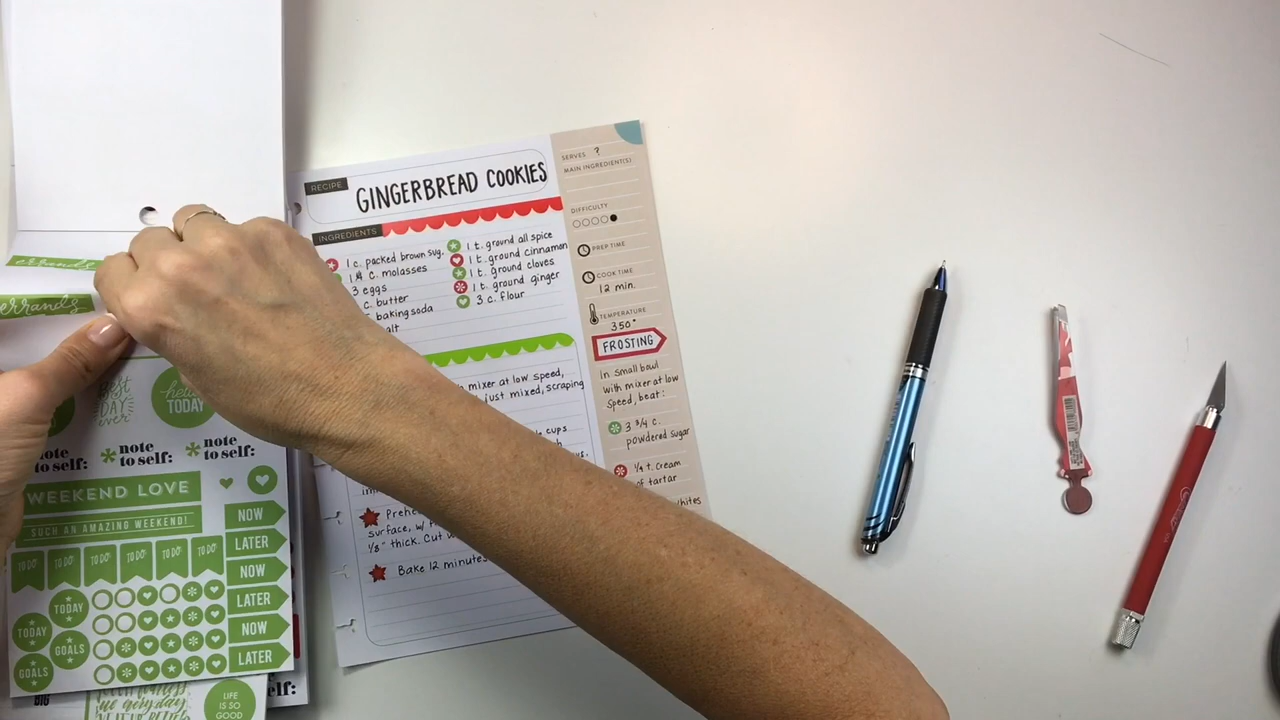 errands
errands
BEST DAY ever
hello TODAY
note to self:
note to self:
note to self:
WEEKEND LOVE
SUCH AN AMAZING WEEKEND!
TO DO TO DO TO DO TO DO TO DO TO DO
NOW
LATER
NOW
LATER
NOW
LATER
TODAY
TODAY
GOALS
GOALS
BIG
LIFE IS SO GOOD
self:
RECIPE
GINGERBREAD COOKIES
INGREDIENTS
1 c. packed brown sug.
c. molasses
3 eggs
c. butter
baking soda
1 t. ground all spice
1 t. ground cinnamon
1 t. ground cloves
1 t. ground ginger
3 c. flour
mixer at low speed,
just mixed, scraping
cups
Prehe
surface, w/
1/8" thick. Cut
Bake 12 minutes
SERVES ?
MAIN INGREDIENT(S)
DIFFICULTY
PREP TIME
COOK TIME
12 min.
TEMPERATURE
350°
FROSTING
In small bowl
with mixer at low
speed, beat:
3 3/4 c.
powdered sugar
1/4 t. cream
of tartar
whites